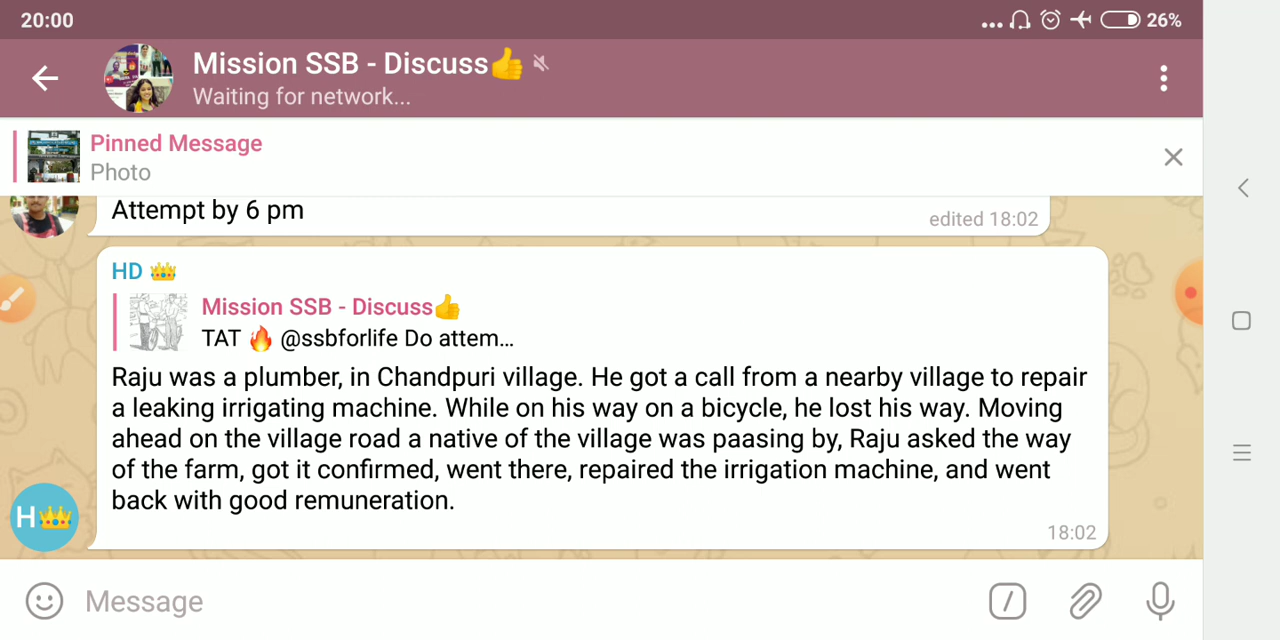 20:00
26%
Mission SSB - Discuss👍
Waiting for network...
Pinned Message
Photo
Attempt by 6 pm
edited 18:02
HD 👑
Mission SSB - Discuss👍
TAT 🔥 @ssbforlife Do attem...
Raju was a plumber, in Chandpuri village. He got a call from a nearby village to repair
a leaking irrigating machine. While on his way on a bicycle, he lost his way. Moving
ahead on the village road a native of the village was paasing by, Raju asked the way
of the farm, got it confirmed, went there, repaired the irrigation machine, and went
back with good remuneration.
H👑
18:02
Message